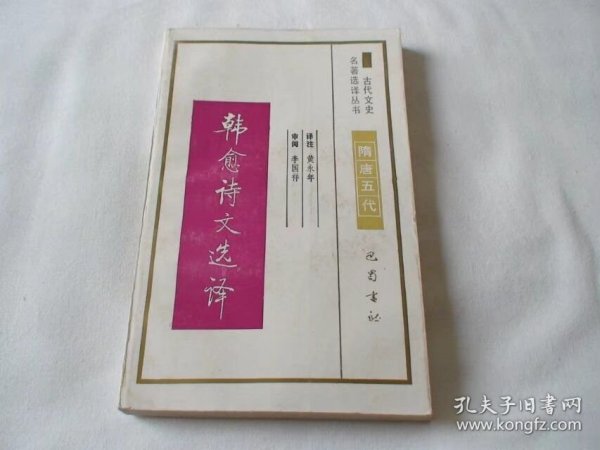 古代文史
名著选译丛书
隋唐五代
巴蜀书社
译注 黄永年
审阅 李国祥
韩愈诗文选译
孔夫子旧书网
www.kongfz.com